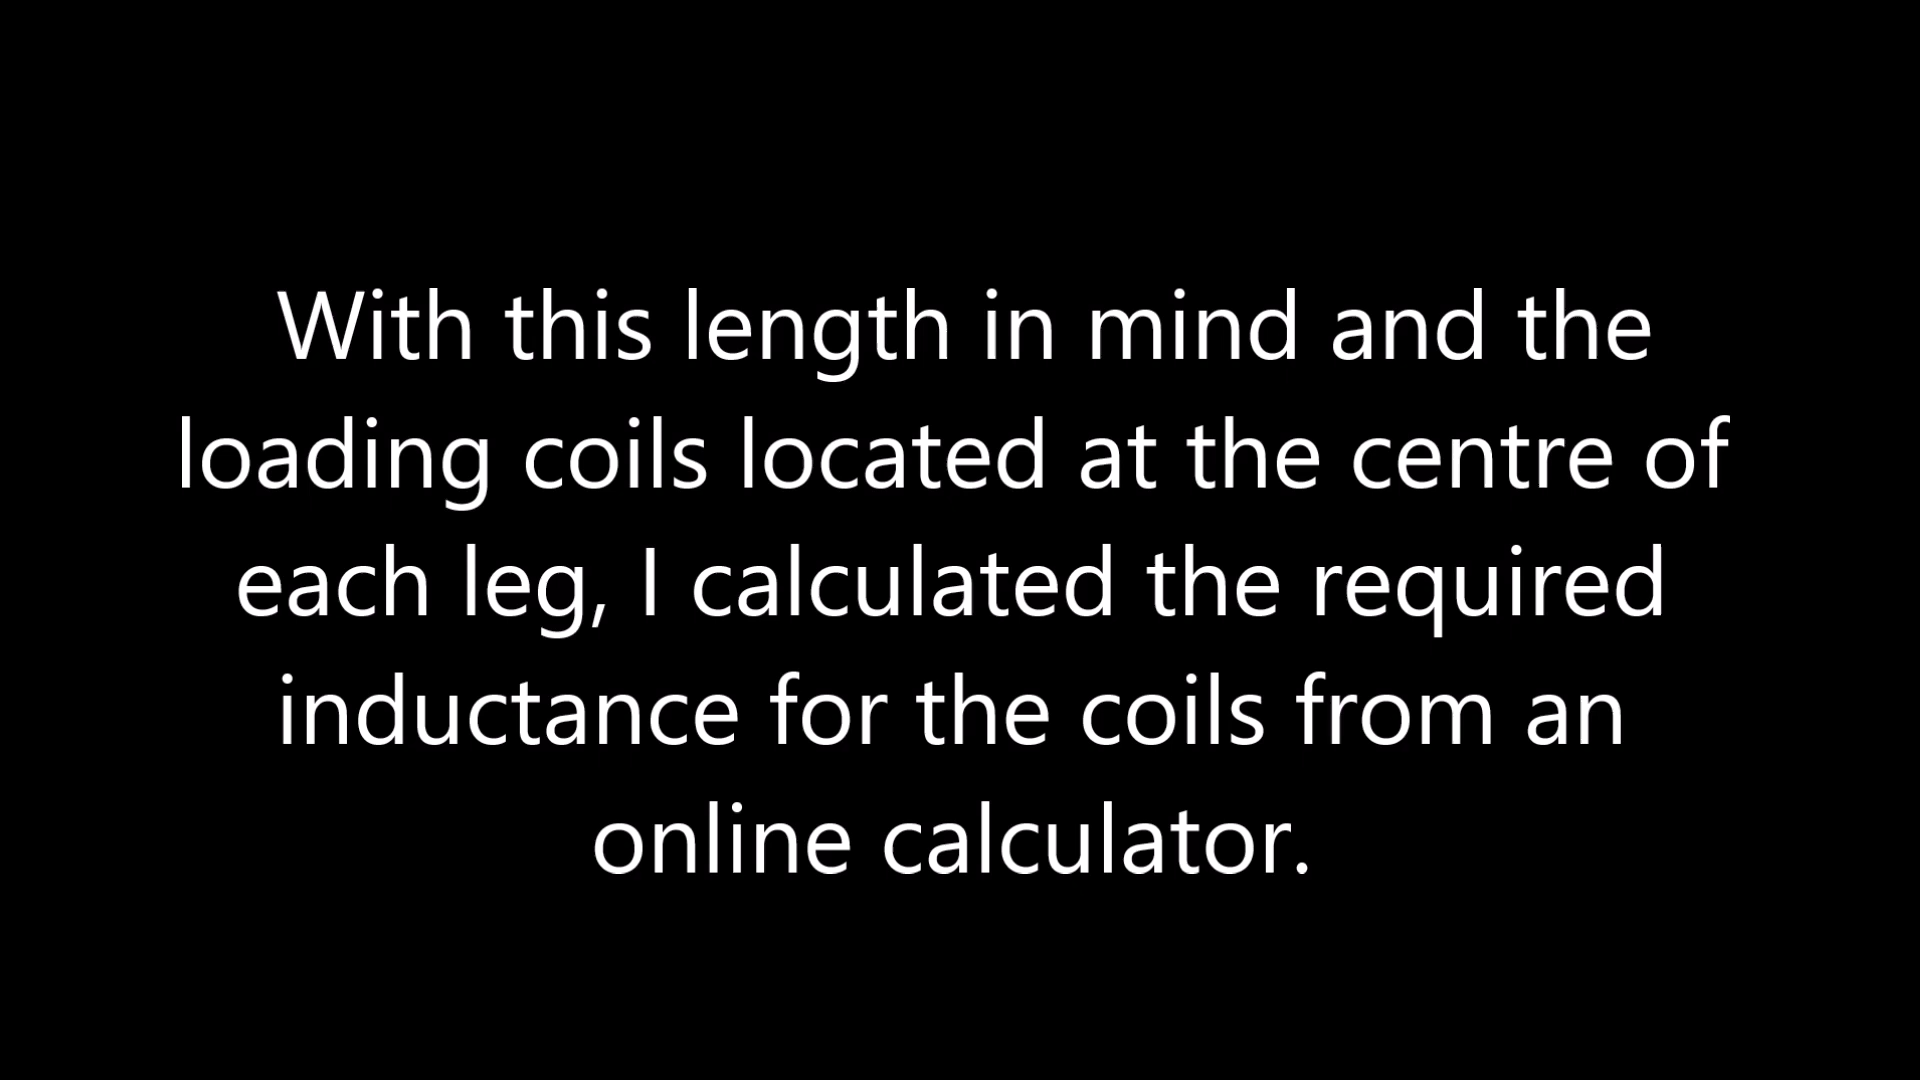 With this length in mind and the
loading coils located at the centre of
each leg, I calculated the required
inductance for the coils from an
online calculator.